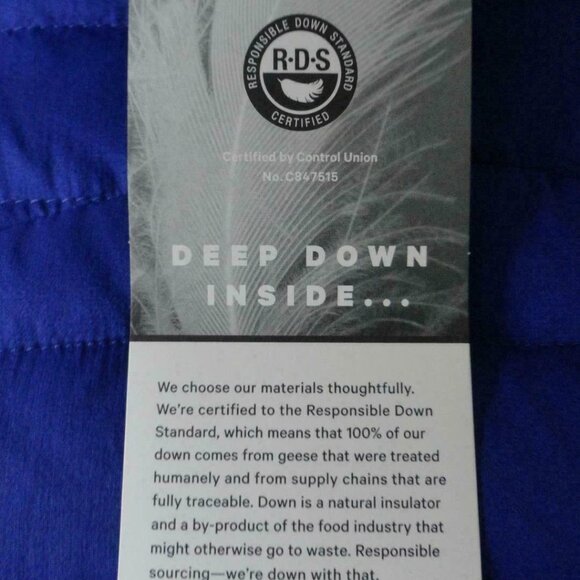 RESPONSIBLE DOWN STANDARD
R·D·S
CERTIFIED
Certified by Control Union
No. C847515
DEEP DOWN
INSIDE...
We choose our materials thoughtfully.
We're certified to the Responsible Down
Standard, which means that 100% of our
down comes from geese that were treated
humanely and from supply chains that are
fully traceable. Down is a natural insulator
and a by-product of the food industry that
might otherwise go to waste. Responsible
sourcing—we're down with that.